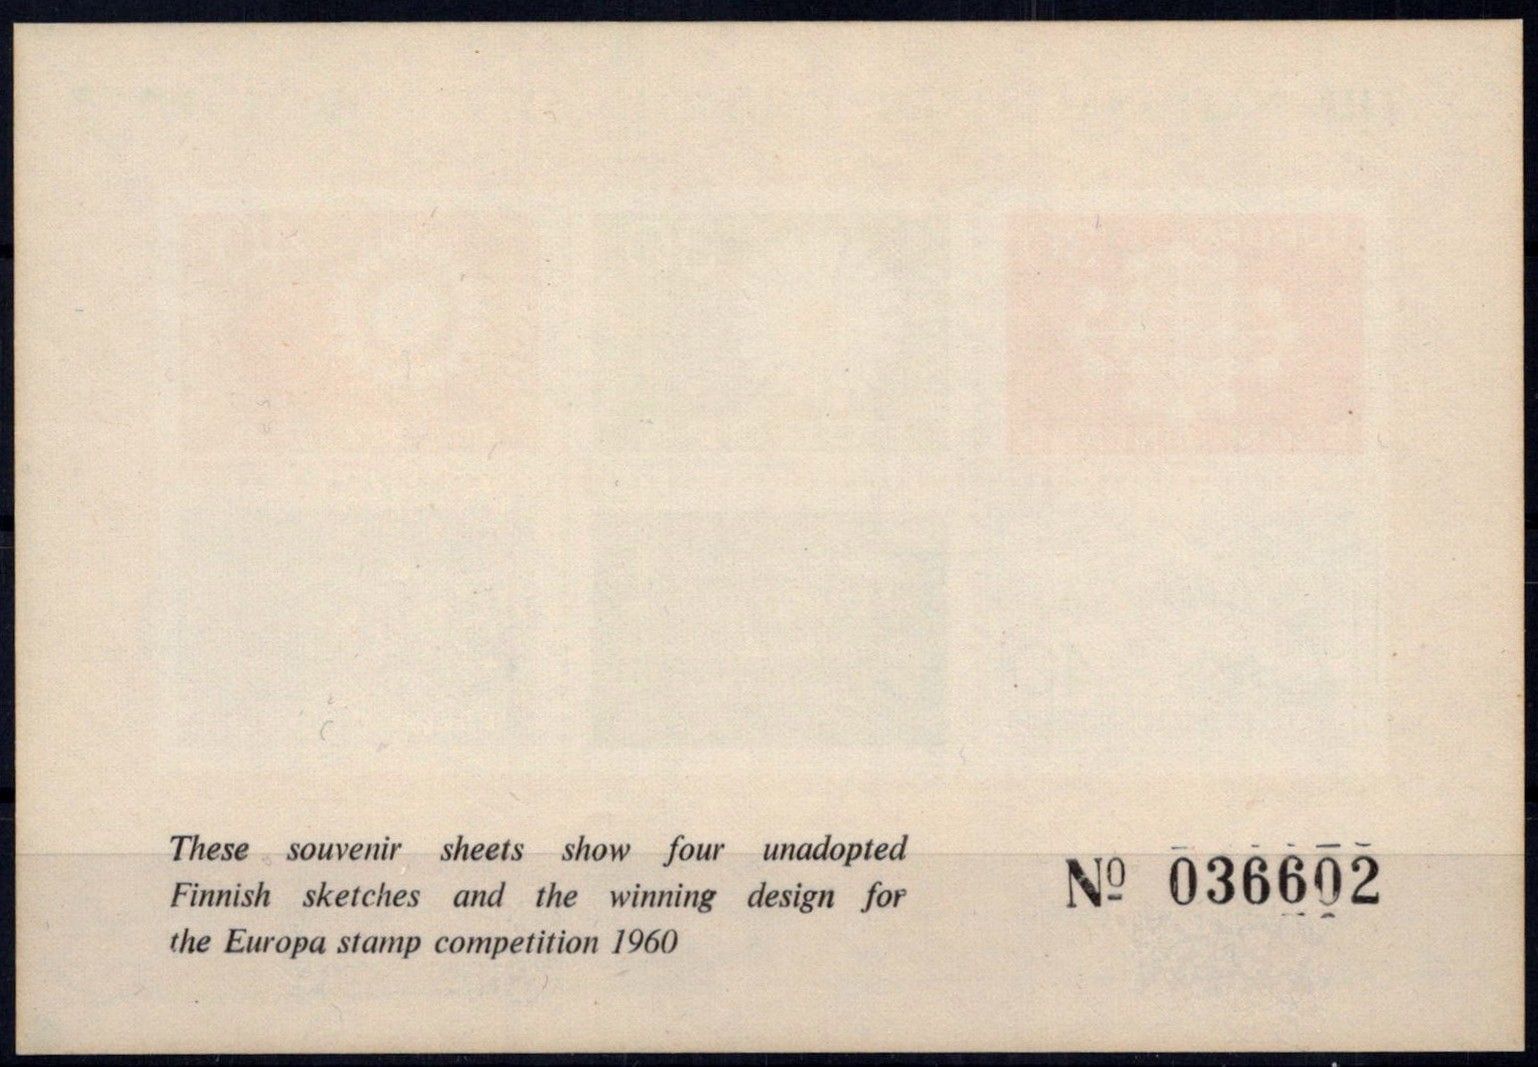 These souvenir sheets show four unadopted
Finnish sketches and the winning design for
the Europa stamp competition 1960
Nº 036602